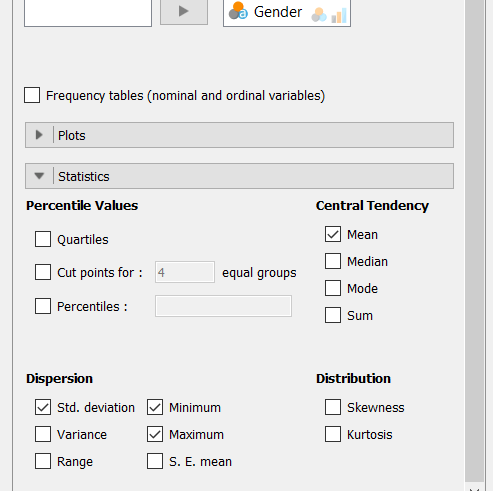 Gender
Frequency tables (nominal and ordinal variables)
Plots
Statistics
Percentile Values
Central Tendency
Quartiles
Mean
Cut points for : 4 equal groups
Median
Mode
Percentiles :
Sum
Dispersion
Distribution
Std. deviation
Minimum
Skewness
Variance
Maximum
Kurtosis
Range
S. E. mean